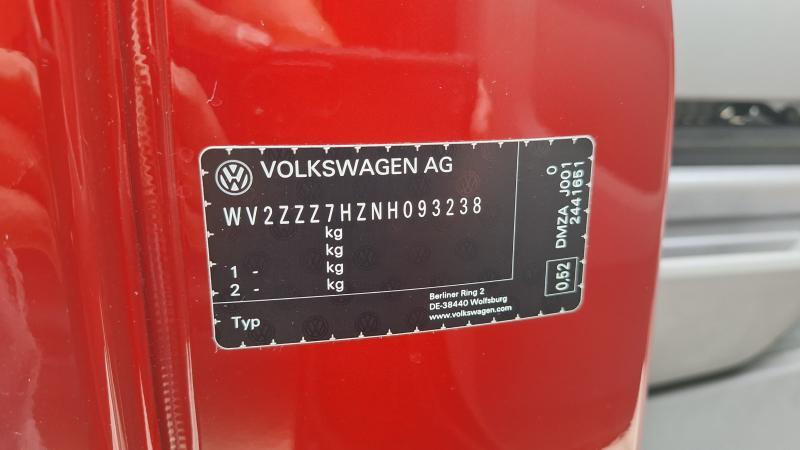 VOLKSWAGEN AG
WV2ZZZ7HZNH093238
kg
kg
1 - kg
2 - kg
Typ
Berliner Ring 2
DE-38440 Wolfsburg
www.volkswagen.com
0,52
DMZA J001 0
2441651